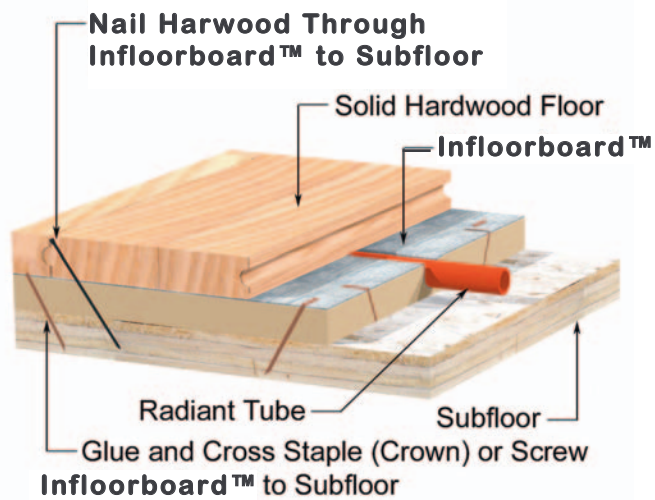 Nail Harwood Through
Infloorboard™ to Subfloor
Solid Hardwood Floor
Infloorboard™
Radiant Tube
Subfloor
Glue and Cross Staple (Crown) or Screw
Infloorboard™ to Subfloor